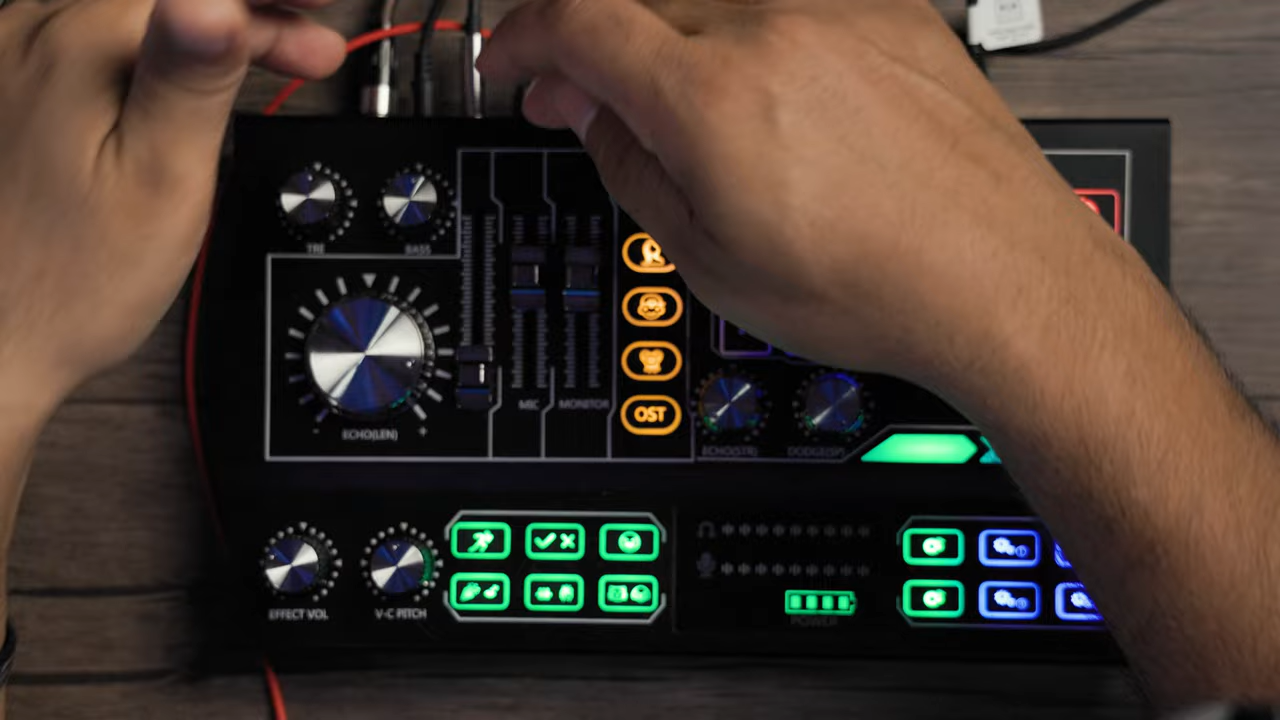 TRE
BASS
MIC
MONITOR
OST
ECHO(LEN)
- +
ECHO(STR)
DODGE(SP)
EFFECT VOL
V-C PITCH
POWER